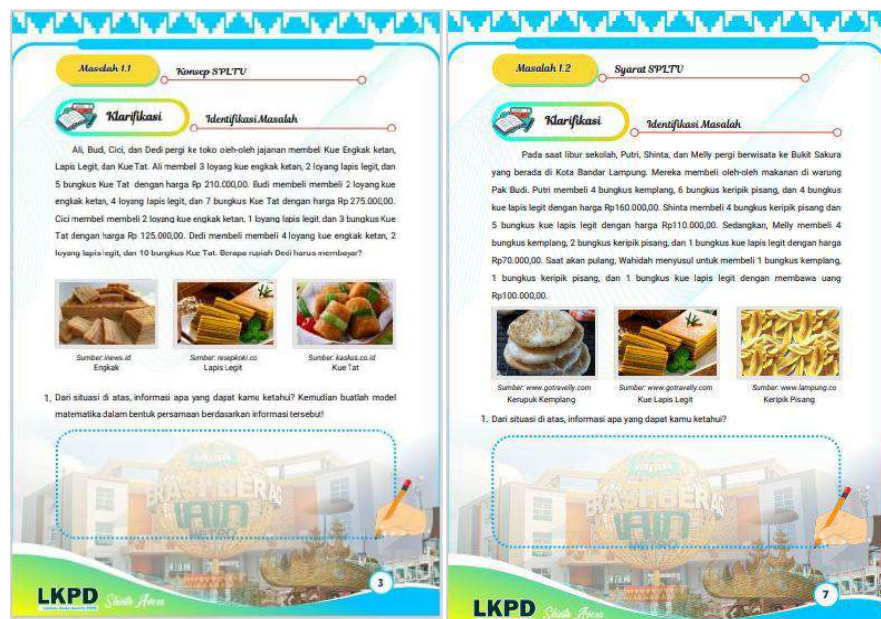 Masalah 1.1
Konsep SPLTV
Klarifikasi
Identifikasi Masalah
Ali, Budi, Cici, dan Dedi pergi ke toko oleh-oleh jajanan membeli Kue Engkak ketan,
Lapis Legit, dan Kue Tat. Ali membeli 3 loyang kue engkak ketan, 2 loyang lapis legit, dan
5 bungkus Kue Tat dengan harga Rp 210.000,00. Budi membeli membeli 2 loyang kue
engkak ketan, 4 loyang lapis legit, dan 7 bungkus Kue Tat dengan harga Rp 275.000,00.
Cici membeli membeli 2 loyang kue engkak ketan, 1 loyang lapis legit dan 3 bungkus Kue
Tat dengan harga Rp 125.000,00. Dedi membeli membeli 4 loyang kue engkak ketan, 2
loyang lapis legit, dan 10 bungkus Kue Tat. Berapa rupiah Dedi harus membayar?
Sumber: inews.id
Engkak
Sumber: resepkoki.co
Lapis Legit
Sumber: kaskus.co.id
Kue Tat
1. Dari situasi di atas, informasi apa yang dapat kamu ketahui? Kemudian buatlah model
matematika dalam bentuk persamaan berdasarkan informasi tersebut!
IAIN
3
LKPD
Masalah 1.2
Syarat SPLTV
Klarifikasi
Identifikasi Masalah
Pada saat libur sekolah, Putri, Shinta, dan Melly pergi berwisata ke Bukit Sakura
yang berada di Kota Bandar Lampung. Mereka membeli oleh-oleh makanan di warung
Pak Budi. Putri membeli 4 bungkus kemplang, 6 bungkus keripik pisang, dan 4 bungkus
kue lapis legit dengan harga Rp160.000,00. Shinta membeli 4 bungkus keripik pisang dan
5 bungkus kue lapis legit dengan harga Rp110.000,00. Sedangkan, Melly membeli 4
bungkus kemplang, 2 bungkus keripik pisang, dan 1 bungkus kue lapis legit dengan harga
Rp70.000,00. Saat akan pulang, Wahidah menyusul untuk membeli 1 bungkus kemplang,
1 bungkus keripik pisang, dan 1 bungkus kue lapis legit dengan membawa uang
Rp100.000,00.
Sumber: www.gotravelly.com
Kerupuk Kemplang
Sumber: www.gotravelly.com
Kue Lapis Legit
Sumber: www.lampung.co
Keripik Pisang
1. Dari situasi di atas, informasi apa yang dapat kamu ketahui?
IAIN
7
LKPD